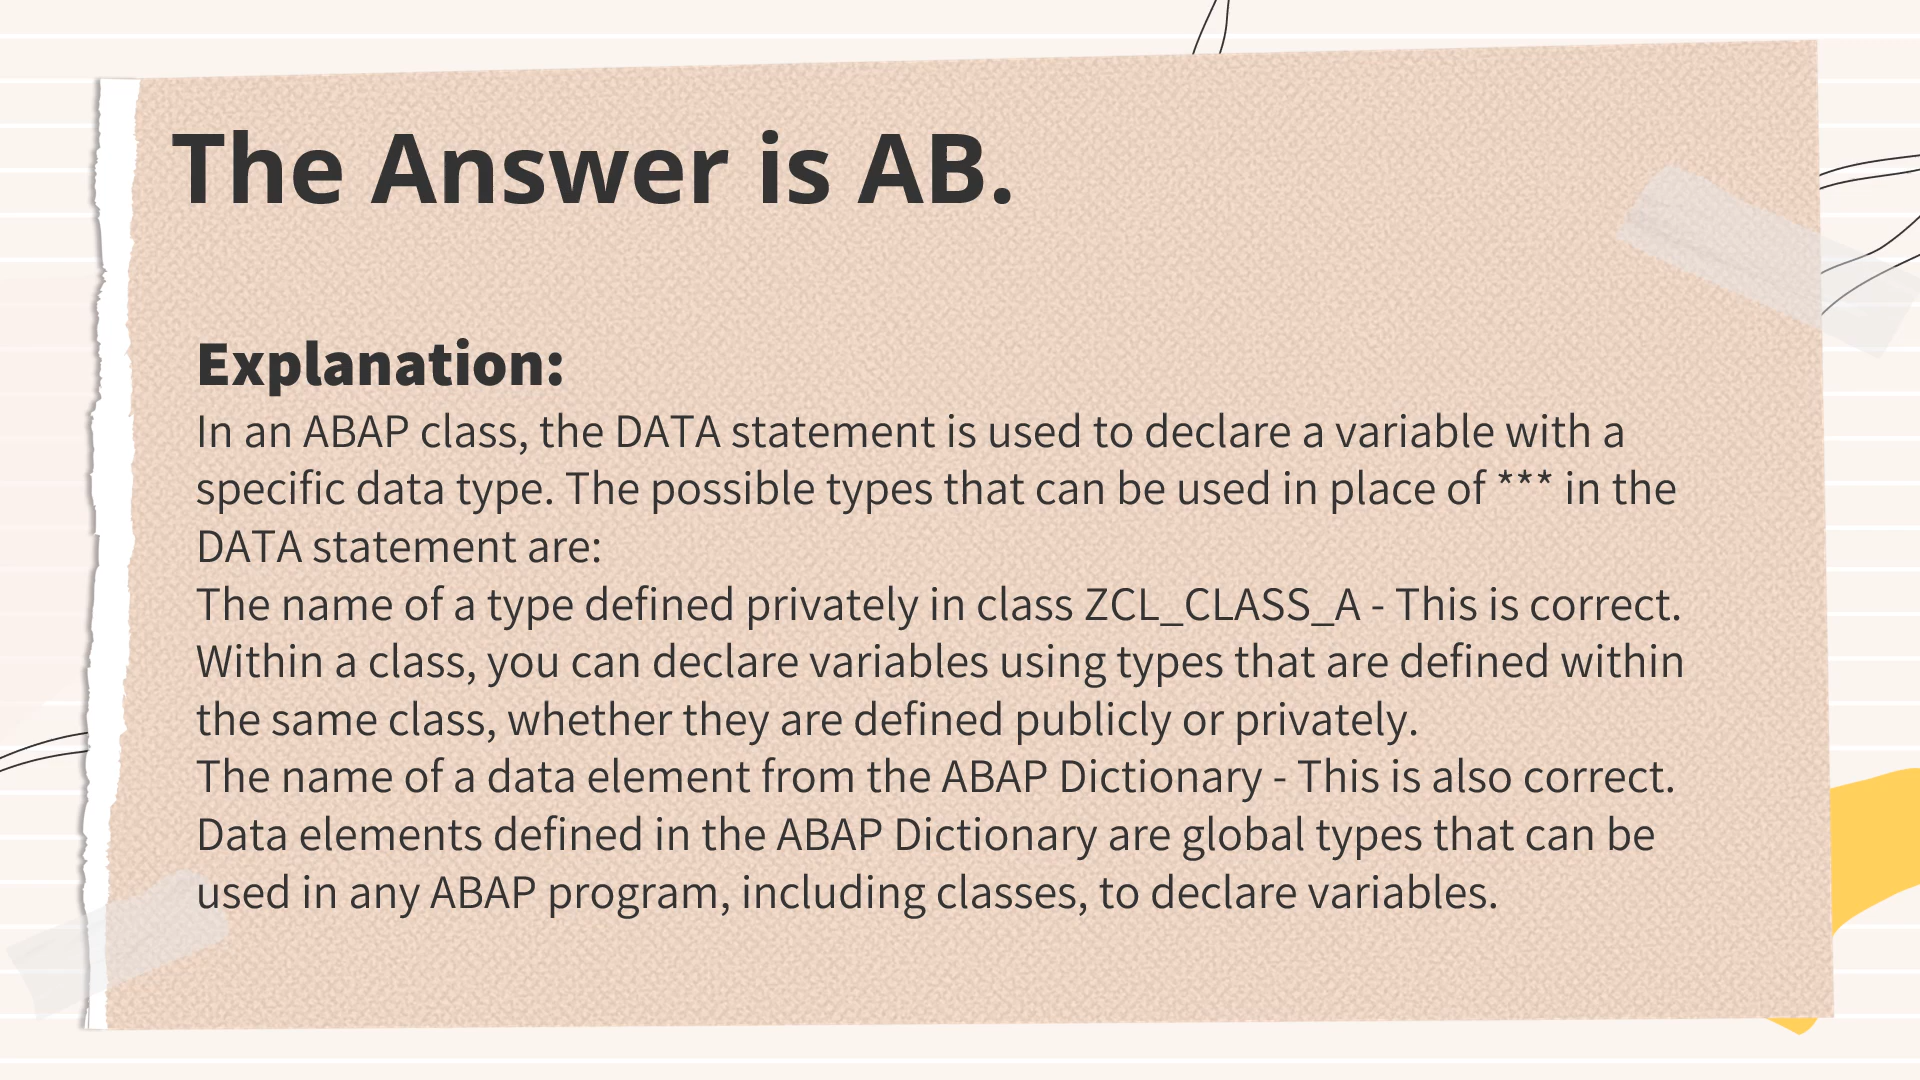 The Answer is AB.
Explanation:
In an ABAP class, the DATA statement is used to declare a variable with a
specific data type. The possible types that can be used in place of *** in the
DATA statement are:
The name of a type defined privately in class ZCL_CLASS_A - This is correct.
Within a class, you can declare variables using types that are defined within
the same class, whether they are defined publicly or privately.
The name of a data element from the ABAP Dictionary - This is also correct.
Data elements defined in the ABAP Dictionary are global types that can be
used in any ABAP program, including classes, to declare variables.